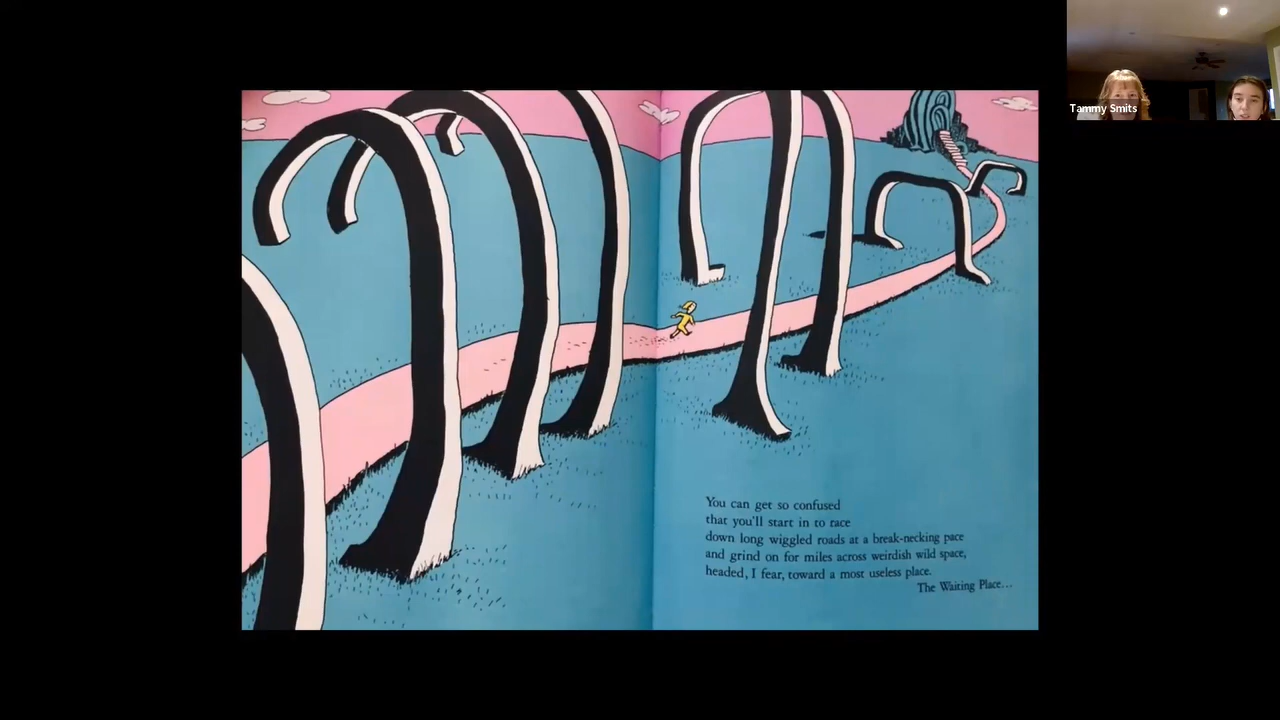 Tammy Smits
You can get so confused
that you'll start in to race
down long wiggled roads at a break-necking pace
and grind on for miles across weirdish wild space,
headed, I fear, toward a most useless place.
The Waiting Place...